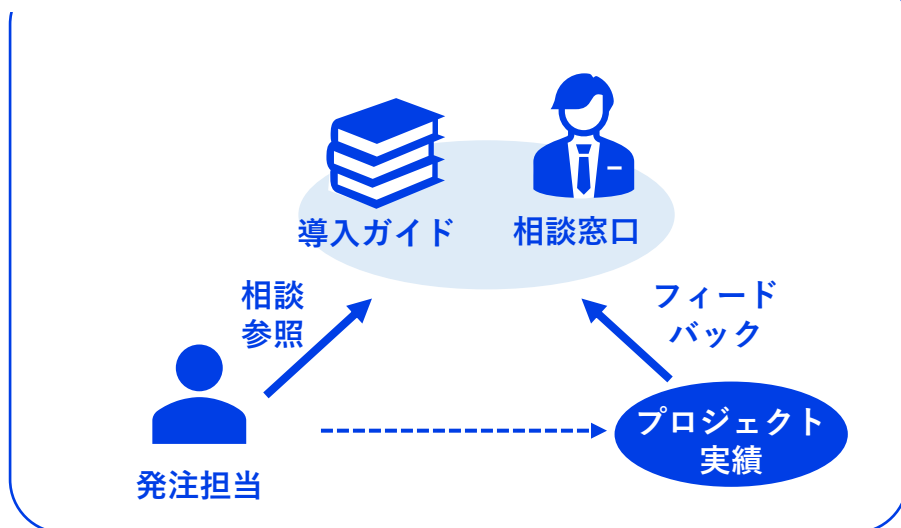 導入ガイド
相談窓口
相談
参照
フィード
バック
発注担当
プロジェクト
実績